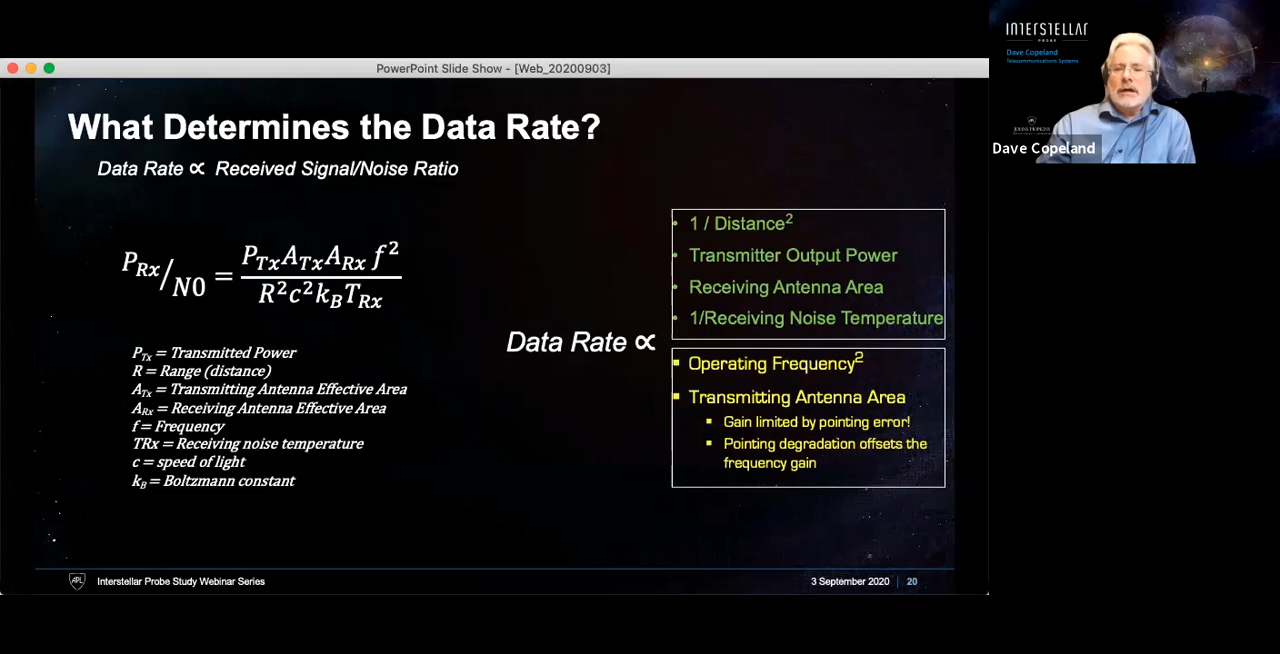 PowerPoint Slide Show - [Web_20200903]
What Determines the Data Rate?
Data Rate ∝ Received Signal/Noise Ratio
P_Rx/N0 = P_Tx A_Tx A_Rx f² / R²c²k_B T_Rx
P_Tx = Transmitted Power
R = Range (distance)
A_Tx = Transmitting Antenna Effective Area
A_Rx = Receiving Antenna Effective Area
f = Frequency
TRx = Receiving noise temperature
c = speed of light
k_B = Boltzmann constant
Data Rate ∝
• 1 / Distance²
• Transmitter Output Power
• Receiving Antenna Area
• 1/Receiving Noise Temperature
▪ Operating Frequency²
▪ Transmitting Antenna Area
▪ Gain limited by pointing error!
▪ Pointing degradation offsets the
frequency gain
APL
Interstellar Probe Study Webinar Series
3 September 2020 | 20
INTERSTELLAR
PROBE
Dave Copeland
Telecommunications Systems
JOHNS HOPKINS
Dave Copeland